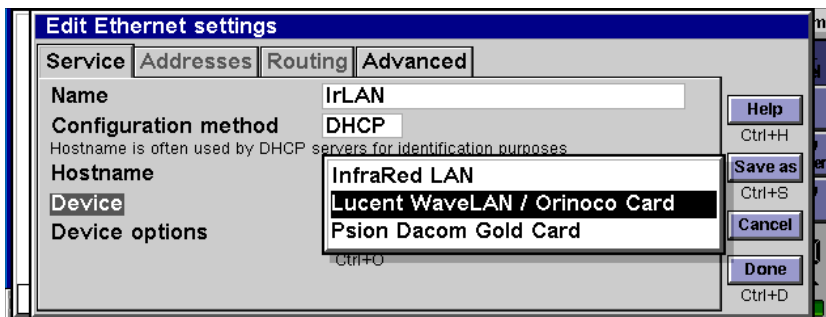 Edit Ethernet settings
Service Addresses Routing Advanced
Name IrLAN
Configuration method DHCP
Hostname is often used by DHCP servers for identification purposes
Hostname
Device
Device options
InfraRed LAN
Lucent WaveLAN / Orinoco Card
Psion Dacom Gold Card
Ctrl+O
Help
Ctrl+H
Save as
Ctrl+S
Cancel
Done
Ctrl+D